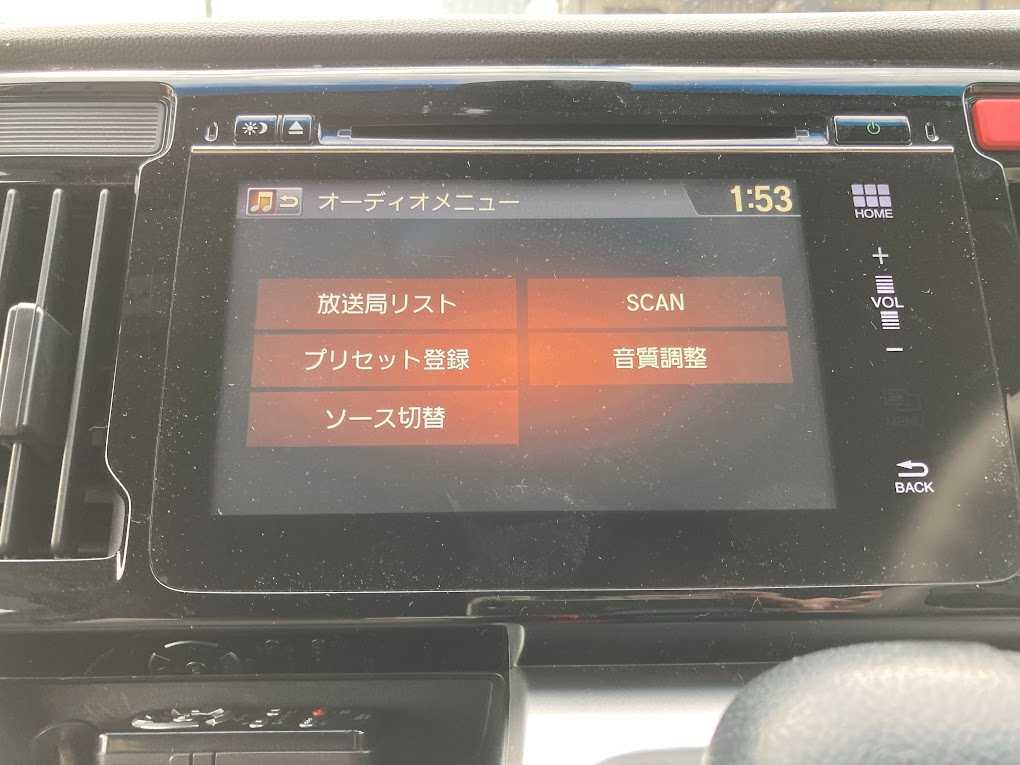 オーディオメニュー
1:53
放送局リスト
SCAN
プリセット登録
音質調整
ソース切替
HOME
+
VOL
−
MENU
BACK